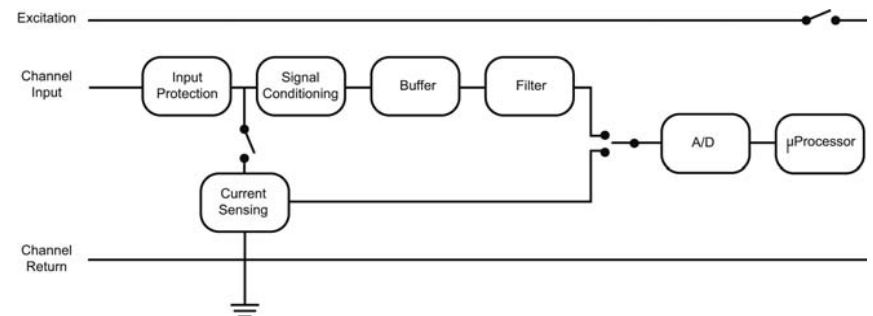 Excitation
Channel
Input
Input
Protection
Signal
Conditioning
Buffer
Filter
A/D
µProcessor
Current
Sensing
Channel
Return